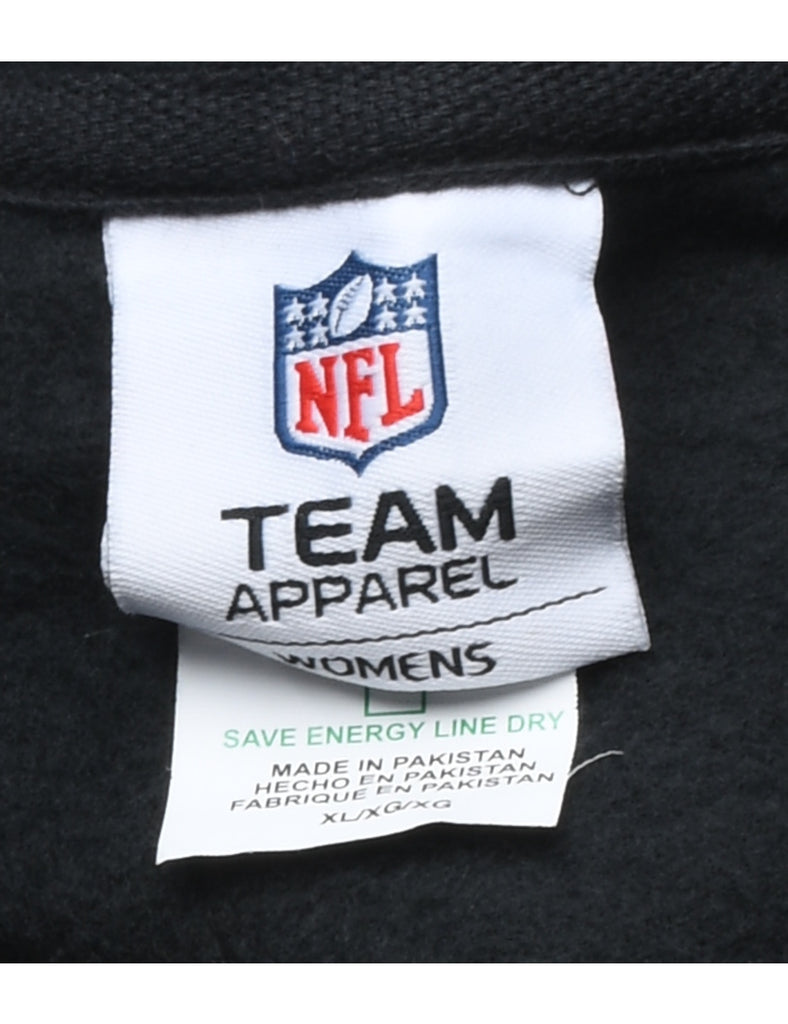 NFL
TEAM
APPAREL
WOMENS
SAVE ENERGY LINE DRY
MADE IN PAKISTAN
HECHO EN PAKISTAN
FABRIQUE EN PAKISTAN
XL/XG/XG